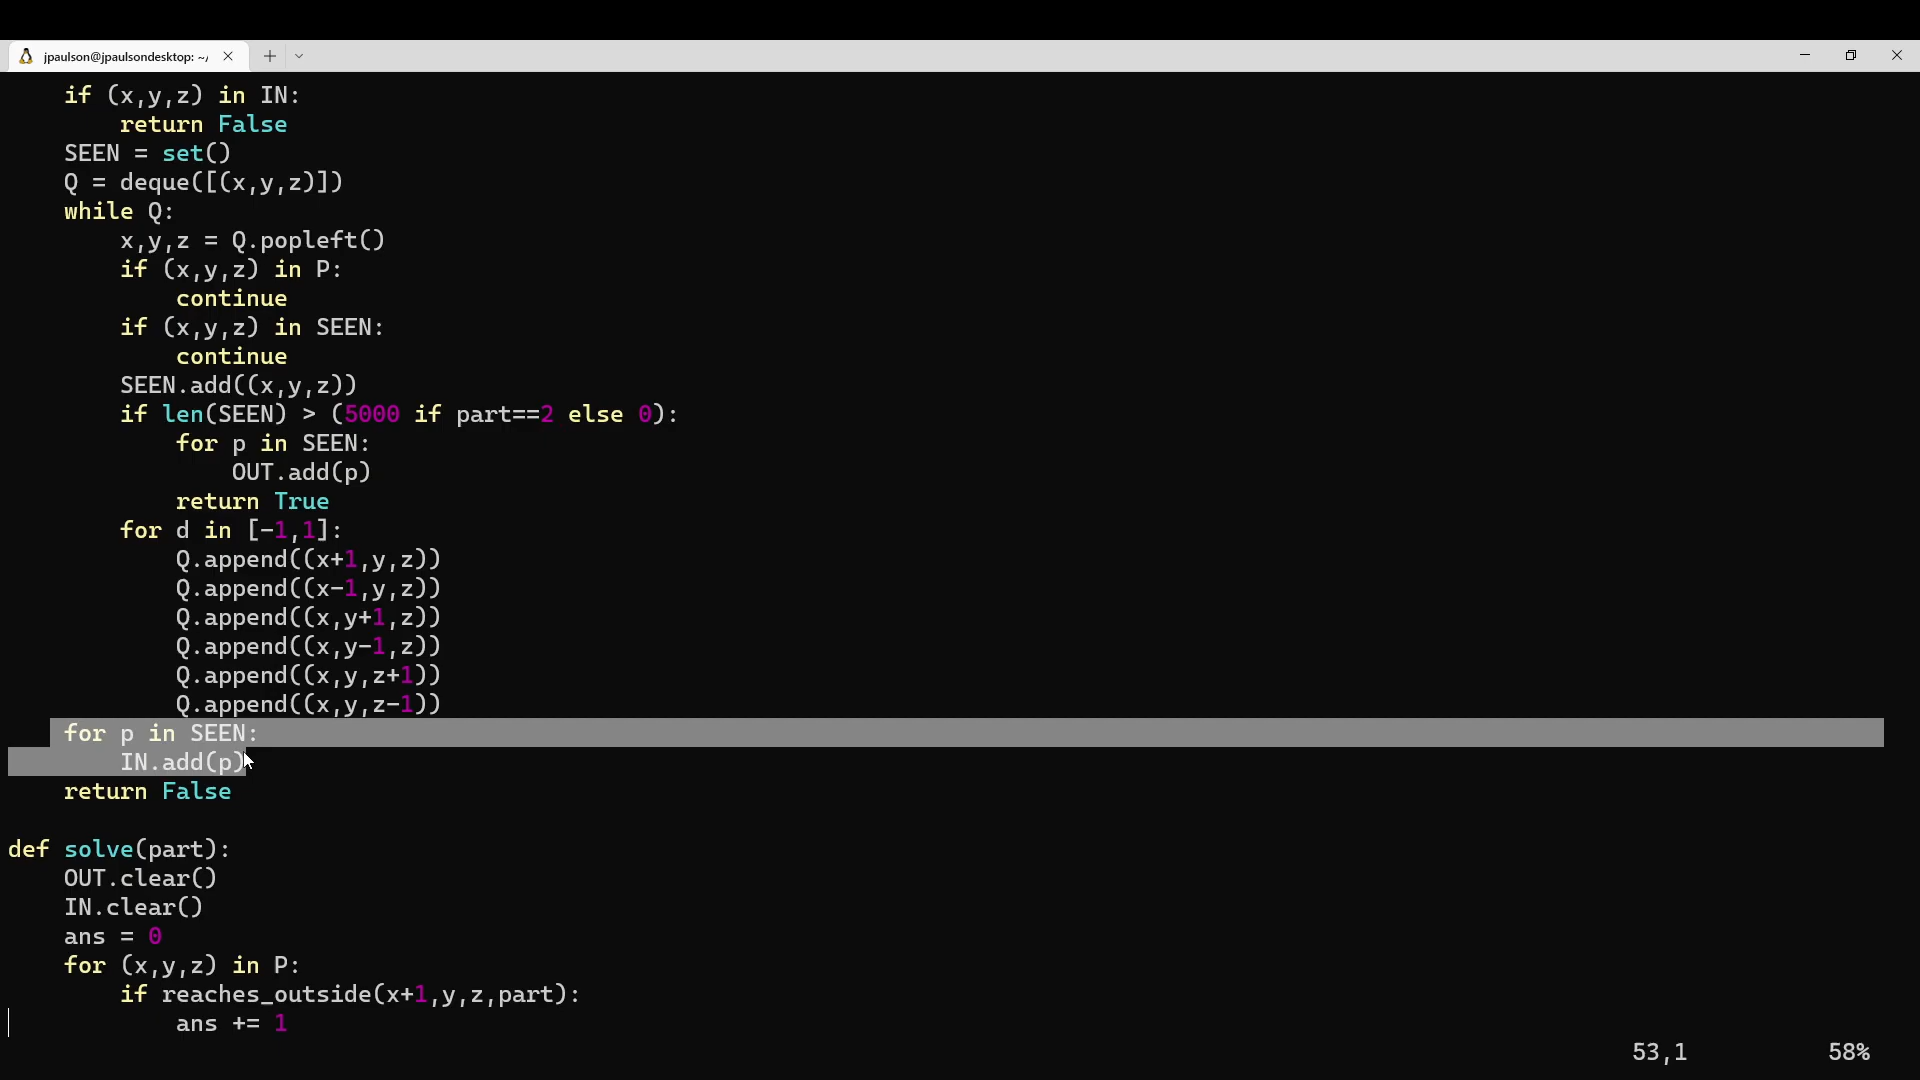 jpaulson@jpaulsondesktop: ~/
    if (x,y,z) in IN:
        return False
    SEEN = set()
    Q = deque([(x,y,z)])
    while Q:
        x,y,z = Q.popleft()
        if (x,y,z) in P:
            continue
        if (x,y,z) in SEEN:
            continue
        SEEN.add((x,y,z))
        if len(SEEN) > (5000 if part==2 else 0):
            for p in SEEN:
                OUT.add(p)
            return True
        for d in [-1,1]:
            Q.append((x+1,y,z))
            Q.append((x-1,y,z))
            Q.append((x,y+1,z))
            Q.append((x,y-1,z))
            Q.append((x,y,z+1))
            Q.append((x,y,z-1))
    for p in SEEN:
        IN.add(p)
    return False

def solve(part):
    OUT.clear()
    IN.clear()
    ans = 0
    for (x,y,z) in P:
        if reaches_outside(x+1,y,z,part):
            ans += 1
53,1 58%